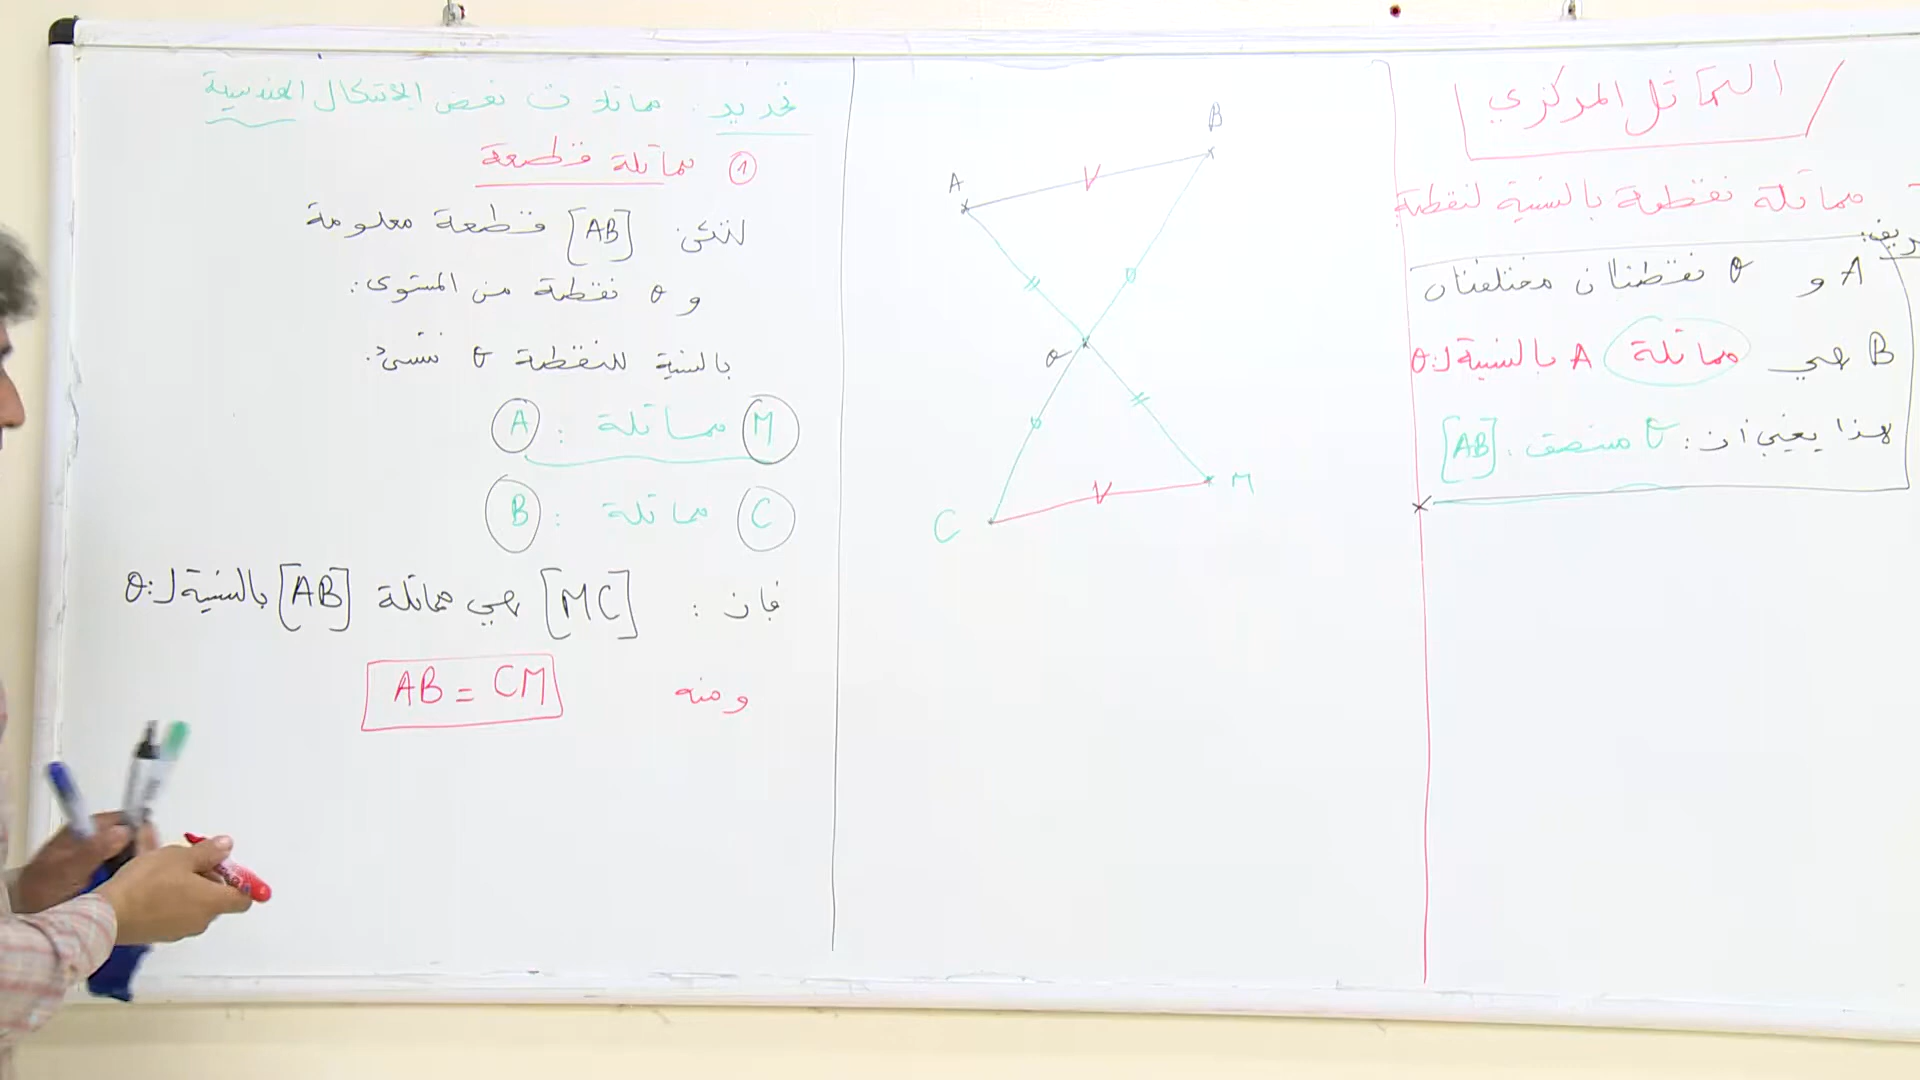 التماثل المركزي
مماثلة نقطة بالنسبة لنقطة
A و O نقطتان مختلفتان
B هي مماثلة A بالنسبة لـ: O
هذا يعني أن: O منصف [AB]
B
A
O
M
C
تحديد مماثلات بعض الأشكال الهندسية
1 مماثلة قطعة
لتكن [AB] قطعة معلومة
و O نقطة من المستوى:
بالنسبة للنقطة O ننشئ:
M مماثلة : A
C مماثلة : B
فإن : [MC] هي مماثلة [AB] بالنسبة لـ: O
ومنه AB = CM